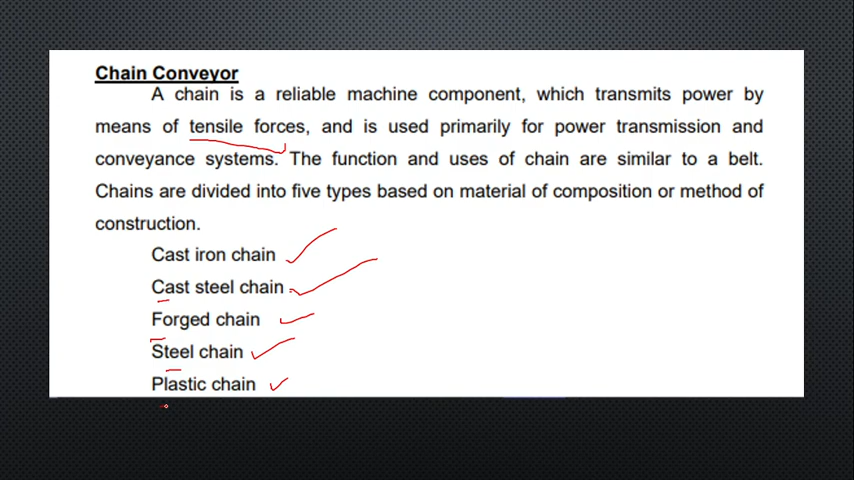 Chain Conveyor
A chain is a reliable machine component, which transmits power by
means of tensile forces, and is used primarily for power transmission and
conveyance systems. The function and uses of chain are similar to a belt.
Chains are divided into five types based on material of composition or method of
construction.
Cast iron chain
Cast steel chain
Forged chain
Steel chain
Plastic chain